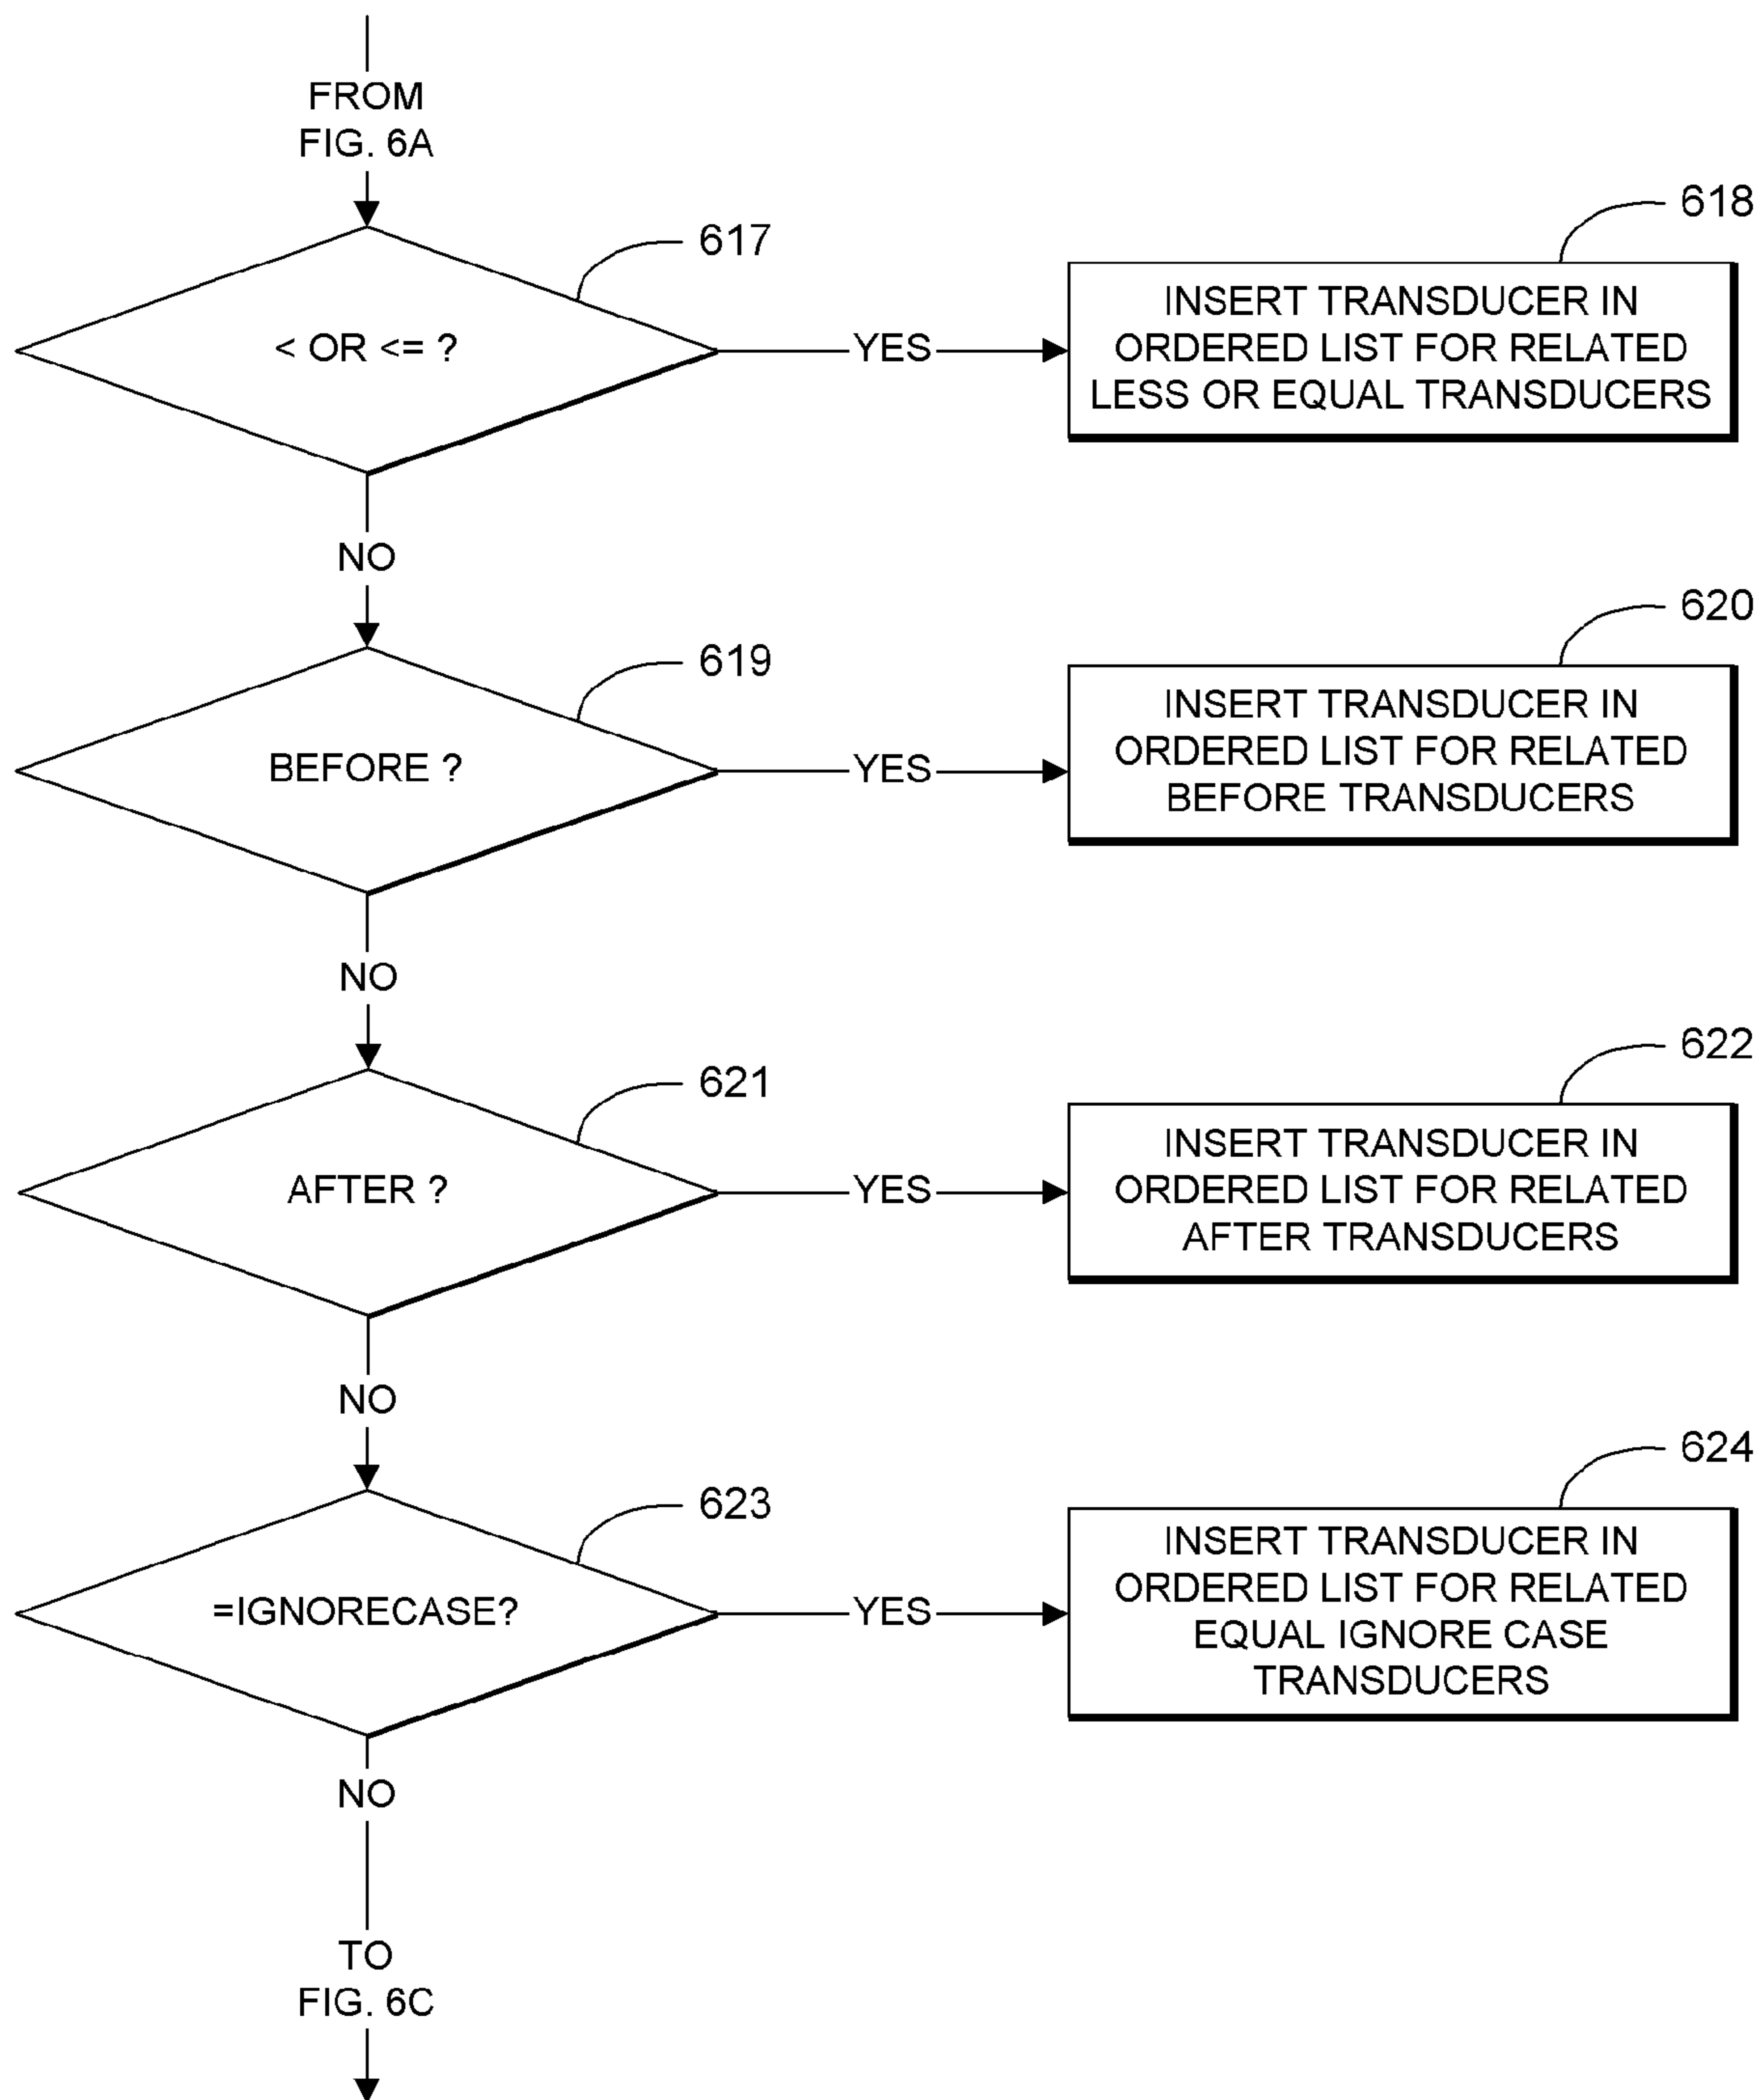 FROM
FIG. 6A
617
618
< OR <= ?
YES
INSERT TRANSDUCER IN
ORDERED LIST FOR RELATED
LESS OR EQUAL TRANSDUCERS
NO
619
620
BEFORE ?
YES
INSERT TRANSDUCER IN
ORDERED LIST FOR RELATED
BEFORE TRANSDUCERS
NO
621
622
AFTER ?
YES
INSERT TRANSDUCER IN
ORDERED LIST FOR RELATED
AFTER TRANSDUCERS
NO
623
624
=IGNORECASE?
YES
INSERT TRANSDUCER IN
ORDERED LIST FOR RELATED
EQUAL IGNORE CASE
TRANSDUCERS
NO
TO
FIG. 6C